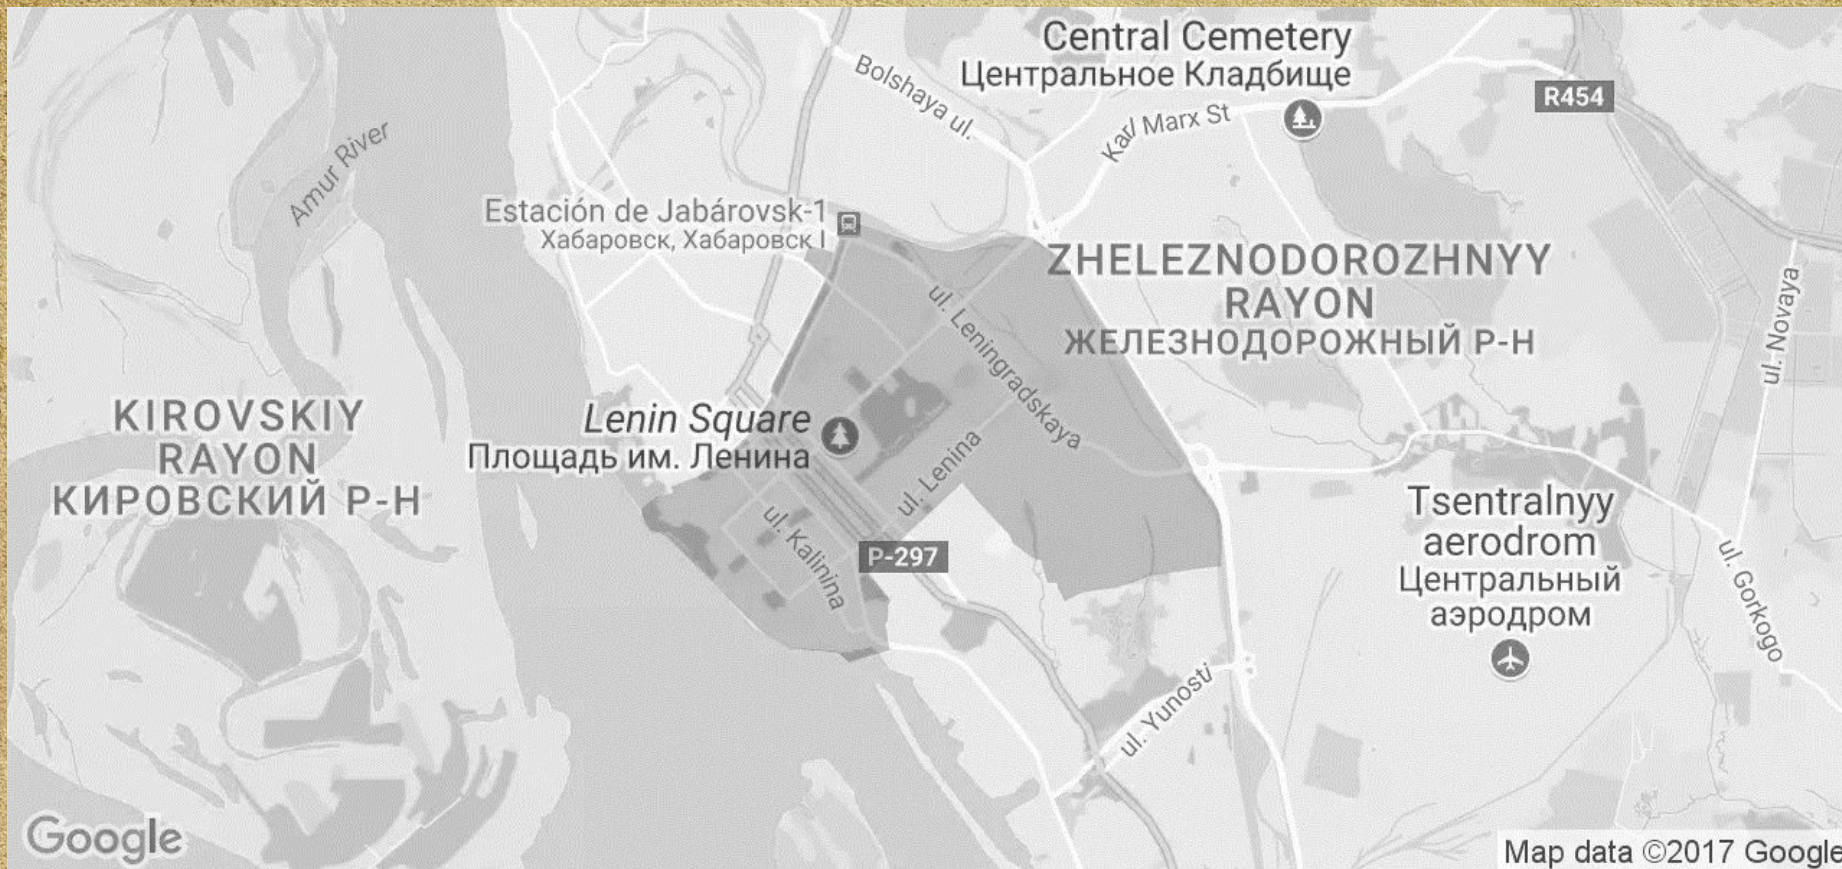 Central Cemetery
Центральное Кладбище
Bolshaya ul.
Karl Marx St
R454
Amur River
Estación de Jabárovsk-1
Хабаровск, Хабаровск I
ZHELEZNODOROZHNYY
RAYON
ЖЕЛЕЗНОДОРОЖНЫЙ Р-Н
ul. Leningradskaya
ul. Novaya
KIROVSKIY
RAYON
КИРОВСКИЙ Р-Н
Lenin Square
Площадь им. Ленина
ul. Lenina
ul. Kalinina
P-297
Tsentralnyy
aerodrom
Центральный
аэродром
ul. Gorkogo
ul. Yunosti
Google
Map data ©2017 Google